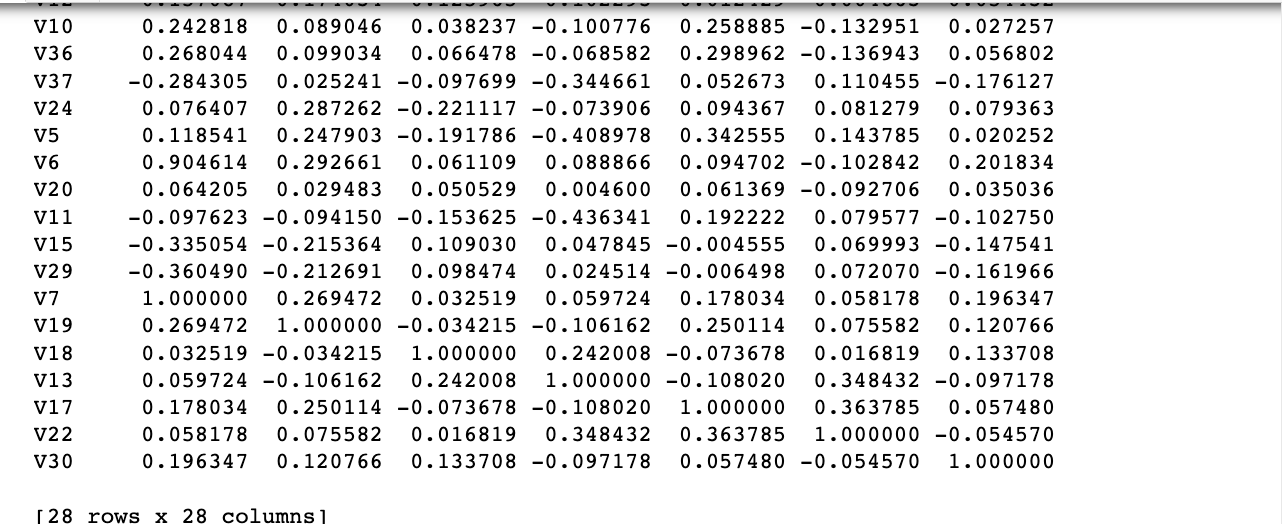 V10 0.242818 0.089046 0.038237 -0.100776 0.258885 -0.132951 0.027257
V36 0.268044 0.099034 0.066478 -0.068582 0.298962 -0.136943 0.056802
V37 -0.284305 0.025241 -0.097699 -0.344661 0.052673 0.110455 -0.176127
V24 0.076407 0.287262 -0.221117 -0.073906 0.094367 0.081279 0.079363
V5 0.118541 0.247903 -0.191786 -0.408978 0.342555 0.143785 0.020252
V6 0.904614 0.292661 0.061109 0.088866 0.094702 -0.102842 0.201834
V20 0.064205 0.029483 0.050529 0.004600 0.061369 -0.092706 0.035036
V11 -0.097623 -0.094150 -0.153625 -0.436341 0.192222 0.079577 -0.102750
V15 -0.335054 -0.215364 0.109030 0.047845 -0.004555 0.069993 -0.147541
V29 -0.360490 -0.212691 0.098474 0.024514 -0.006498 0.072070 -0.161966
V7 1.000000 0.269472 0.032519 0.059724 0.178034 0.058178 0.196347
V19 0.269472 1.000000 -0.034215 -0.106162 0.250114 0.075582 0.120766
V18 0.032519 -0.034215 1.000000 0.242008 -0.073678 0.016819 0.133708
V13 0.059724 -0.106162 0.242008 1.000000 -0.108020 0.348432 -0.097178
V17 0.178034 0.250114 -0.073678 -0.108020 1.000000 0.363785 0.057480
V22 0.058178 0.075582 0.016819 0.348432 0.363785 1.000000 -0.054570
V30 0.196347 0.120766 0.133708 -0.097178 0.057480 -0.054570 1.000000
[28 rows x 28 columns]